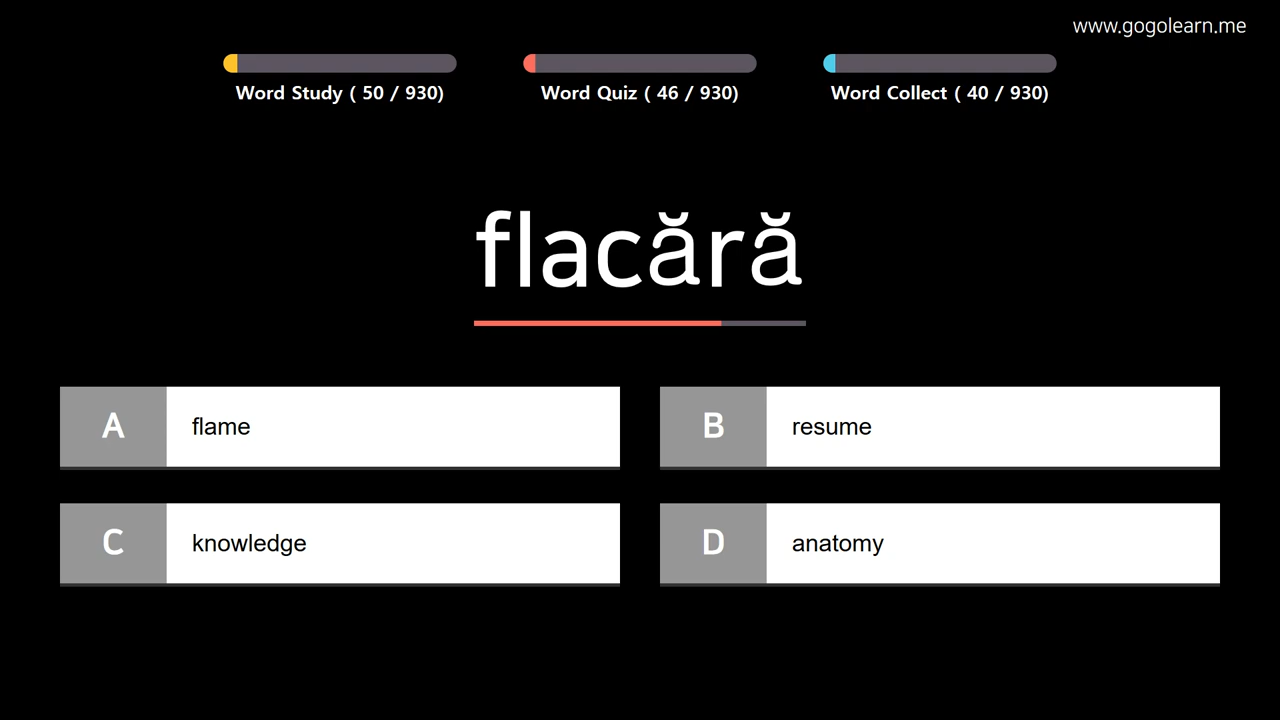 www.gogolearn.me
Word Study ( 50 / 930)
Word Quiz ( 46 / 930)
Word Collect ( 40 / 930)
flacără
A flame
B resume
C knowledge
D anatomy